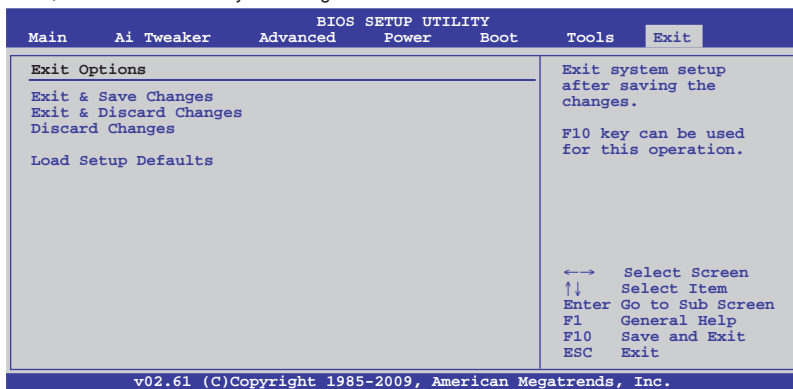 BIOS SETUP UTILITY
Main Ai Tweaker Advanced Power Boot Tools Exit
Exit Options
Exit & Save Changes
Exit & Discard Changes
Discard Changes
Load Setup Defaults
Exit system setup
after saving the
changes.
F10 key can be used
for this operation.
←→ Select Screen
↑↓ Select Item
Enter Go to Sub Screen
F1 General Help
F10 Save and Exit
ESC Exit
v02.61 (C)Copyright 1985-2009, American Megatrends, Inc.